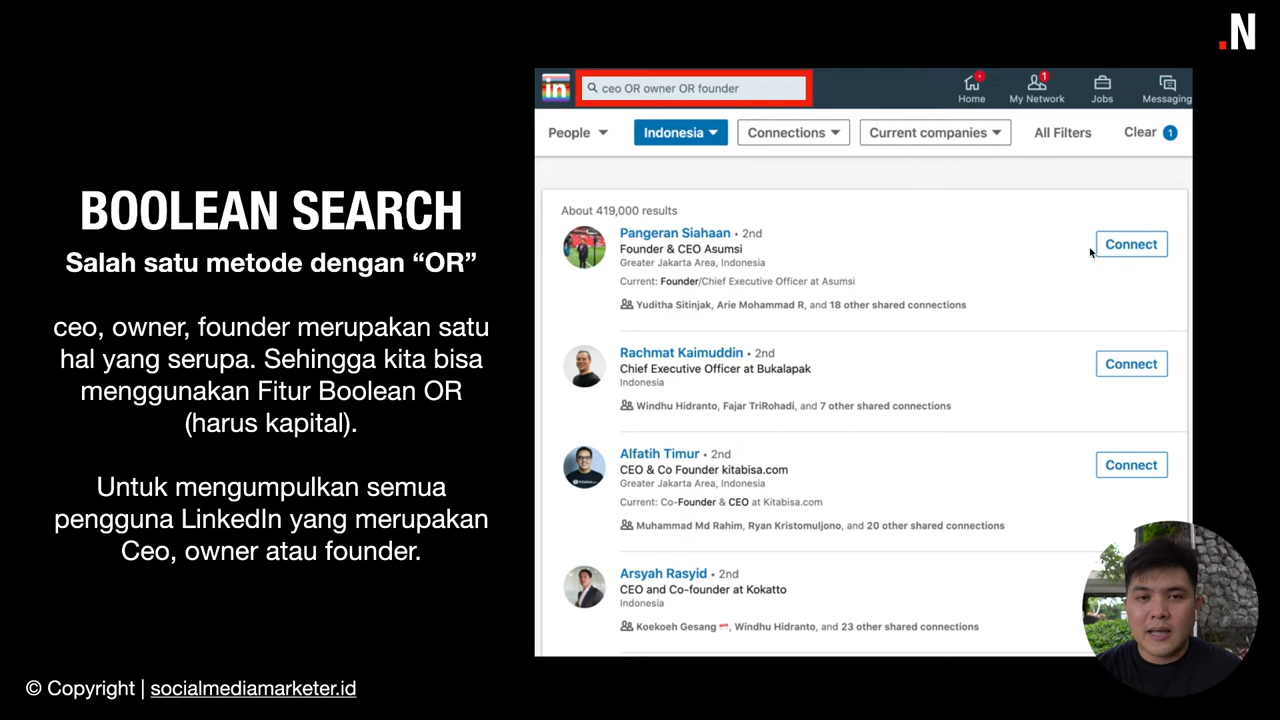 .N
BOOLEAN SEARCH
Salah satu metode dengan “OR”
ceo, owner, founder merupakan satu
hal yang serupa. Sehingga kita bisa
menggunakan Fitur Boolean OR
(harus kapital).
Untuk mengumpulkan semua
pengguna LinkedIn yang merupakan
Ceo, owner atau founder.
© Copyright | socialmediamarketer.id
in
ceo OR owner OR founder
Home
1
My Network
Jobs
Messaging
People
Indonesia
Connections
Current companies
All Filters
Clear 1
About 419,000 results
Pangeran Siahaan • 2nd
Founder & CEO Asumsi
Greater Jakarta Area, Indonesia
Current: Founder/Chief Executive Officer at Asumsi
Yuditha Sitinjak, Arie Mohammad R, and 18 other shared connections
Connect
Rachmat Kaimuddin • 2nd
Chief Executive Officer at Bukalapak
Indonesia
Windhu Hidranto, Fajar TriRohadi, and 7 other shared connections
Connect
Alfatih Timur • 2nd
CEO & Co Founder kitabisa.com
Greater Jakarta Area, Indonesia
Current: Co-Founder & CEO at Kitabisa.com
Muhammad Md Rahim, Ryan Kristomuljono, and 20 other shared connections
Connect
Arsyah Rasyid • 2nd
CEO and Co-founder at Kokatto
Indonesia
Koekoeh Gesang, Windhu Hidranto, and 23 other shared connections